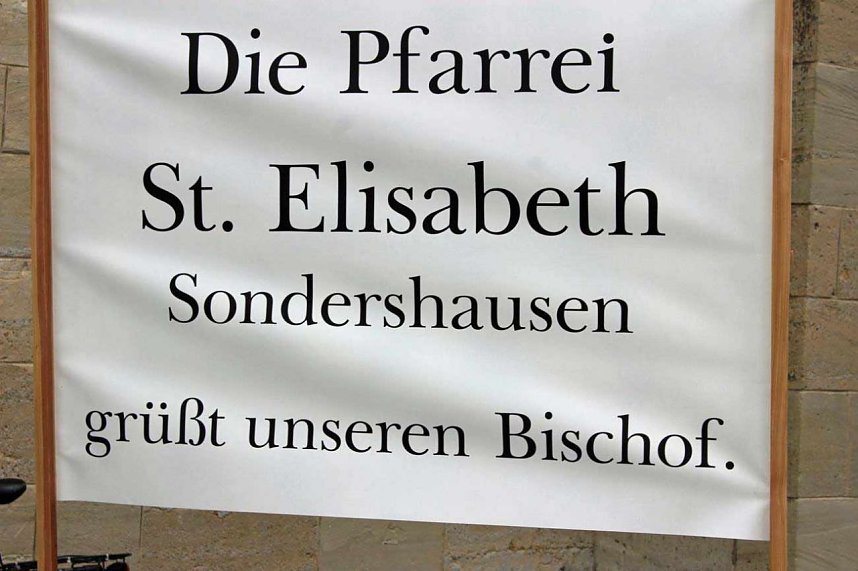 Die Pfarrei
St. Elisabeth
Sondershausen
grüßt unseren Bischof.